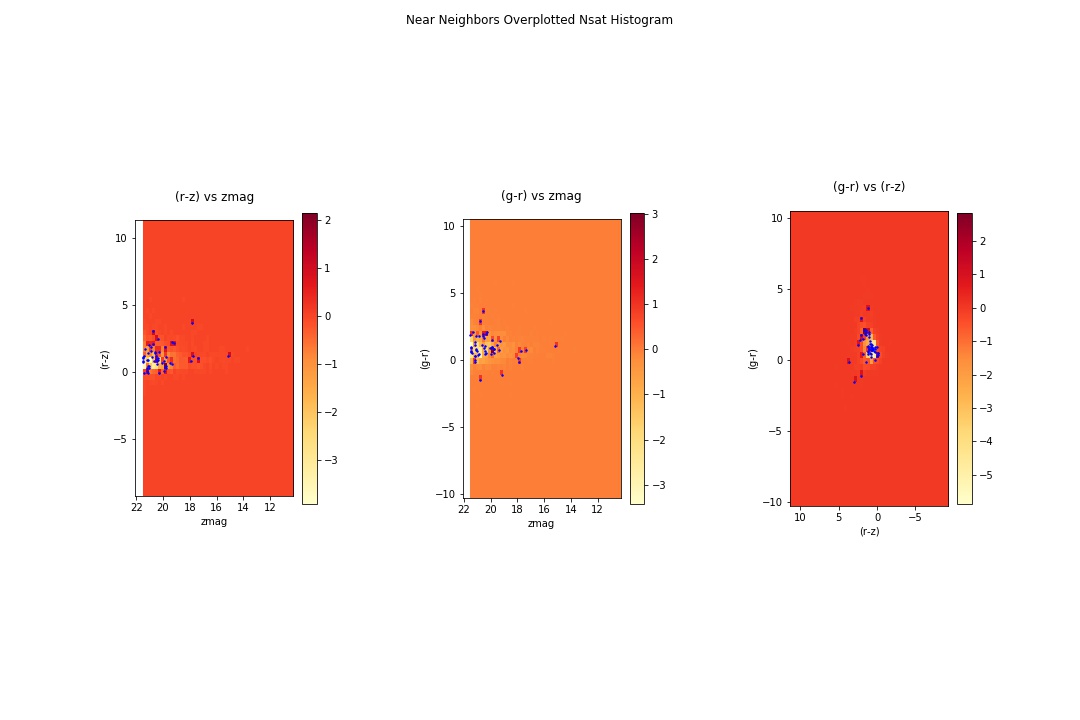 Near Neighbors Overplotted Nsat Histogram
(r-z) vs zmag
10
5
0
−5
(r-z)
22 20 18 16 14 12
zmag
2
1
0
−1
−2
−3
(g-r) vs zmag
10
5
0
−5
−10
(g-r)
22 20 18 16 14 12
zmag
3
2
1
0
−1
−2
−3
(g-r) vs (r-z)
10
5
0
−5
−10
(g-r)
10 5 0 −5
(r-z)
2
1
0
−1
−2
−3
−4
−5